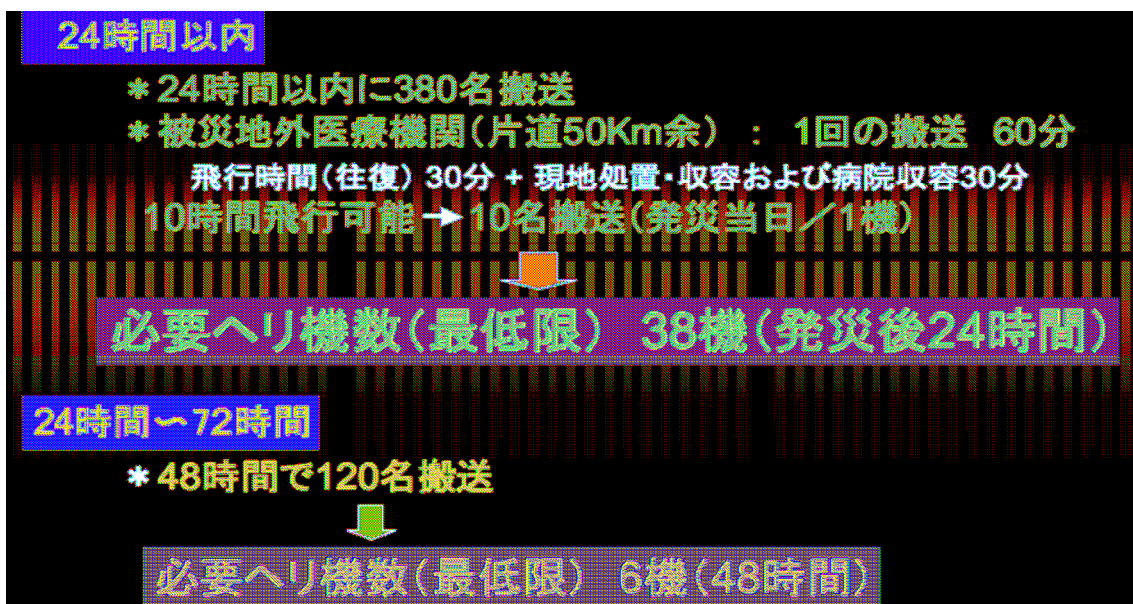 24時間以内
＊24時間以内に380名搬送
＊被災地外医療機関（片道50Km余）　：　1回の搬送　60分
飛行時間（往復） 30分 + 現地処置・収容および病院収容30分
10時間飛行可能→10名搬送（発災当日／1機）
必要ヘリ機数（最低限）　38機（発災後24時間）
24時間～72時間
＊48時間で120名搬送
必要ヘリ機数（最低限）　6機（48時間）